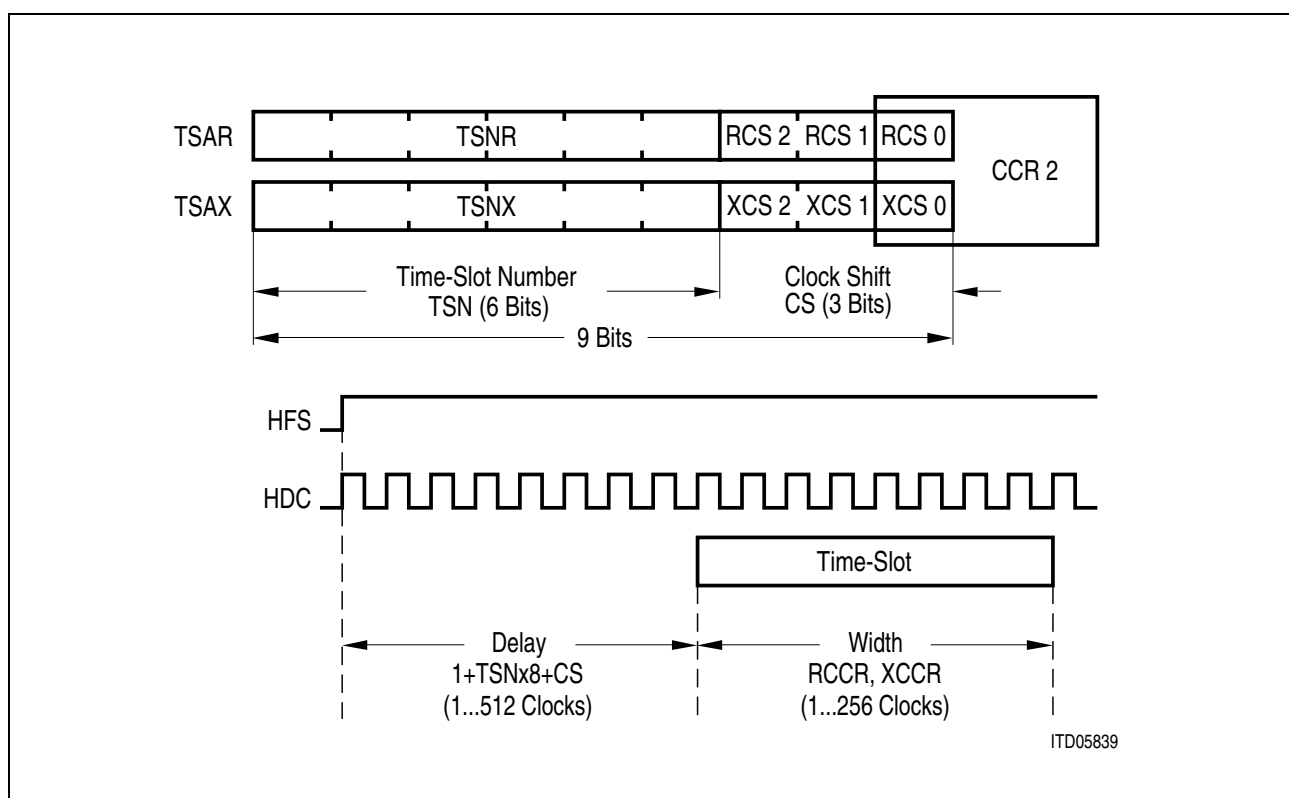 TSAR TSNR RCS 2 RCS 1 RCS 0
CCR 2
TSAX TSNX XCS 2 XCS 1 XCS 0
Time-Slot Number
TSN (6 Bits)
Clock Shift
CS (3 Bits)
9 Bits
HFS
HDC
Time-Slot
Delay
1+TSNx8+CS
(1...512 Clocks)
Width
RCCR, XCCR
(1...256 Clocks)
ITD05839